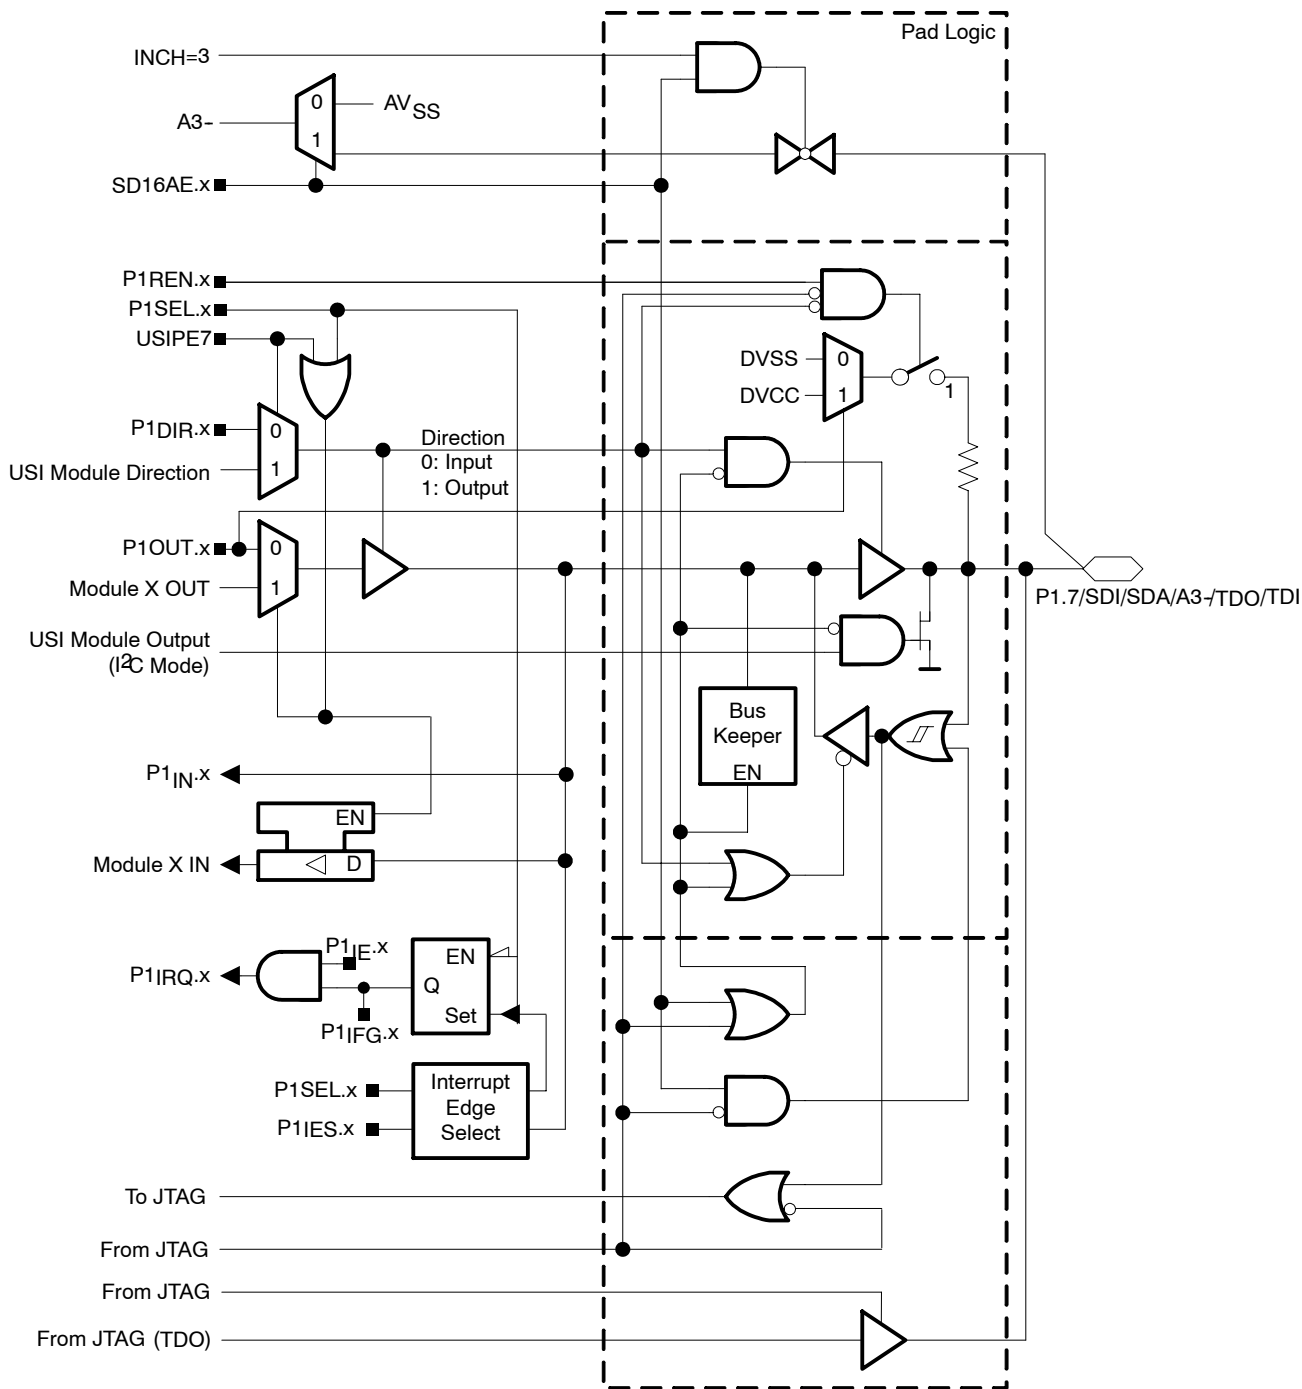 Pad Logic
INCH=3
0
AVSS
A3-
1
SD16AE.x
P1REN.x
P1SEL.x
USIPE7
DVSS
0
DVCC
1
1
P1DIR.x
0
USI Module Direction
1
Direction
0: Input
1: Output
P1OUT.x
0
Module X OUT
1
P1.7/SDI/SDA/A3-/TDO/TDI
USI Module Output
(I2C Mode)
Bus
Keeper
EN
P1IN.x
EN
Module X IN
D
P1IE.x
P1IRQ.x
EN
Q
Set
P1IFG.x
P1SEL.x
P1IES.x
Interrupt
Edge
Select
To JTAG
From JTAG
From JTAG
From JTAG (TDO)